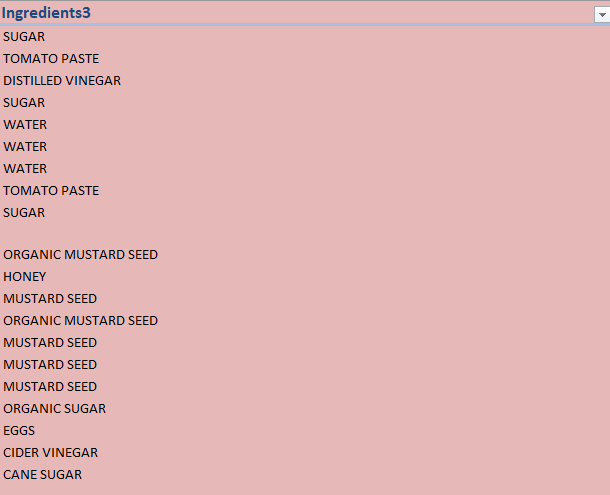 Ingredients3
SUGAR
TOMATO PASTE
DISTILLED VINEGAR
SUGAR
WATER
WATER
WATER
TOMATO PASTE
SUGAR
ORGANIC MUSTARD SEED
HONEY
MUSTARD SEED
ORGANIC MUSTARD SEED
MUSTARD SEED
MUSTARD SEED
MUSTARD SEED
ORGANIC SUGAR
EGGS
CIDER VINEGAR
CANE SUGAR